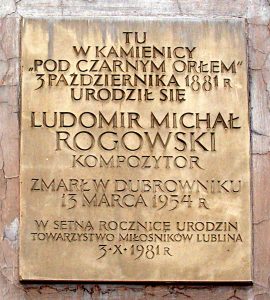 TU
W KAMIENICY
„POD CZARNYM ORŁEM"
3 PAŹDZIERNIKA 1881 R
URODZIŁ SIĘ
LUDOMIR MICHAŁ
ROGOWSKI
KOMPOZYTOR
ZMARŁ W DUBROWNIKU
13 MARCA 1954 R
W SETNĄ ROCZNICĘ URODZIN
TOWARZYSTWO MIŁOŚNIKÓW LUBLINA
3·X·1981 R